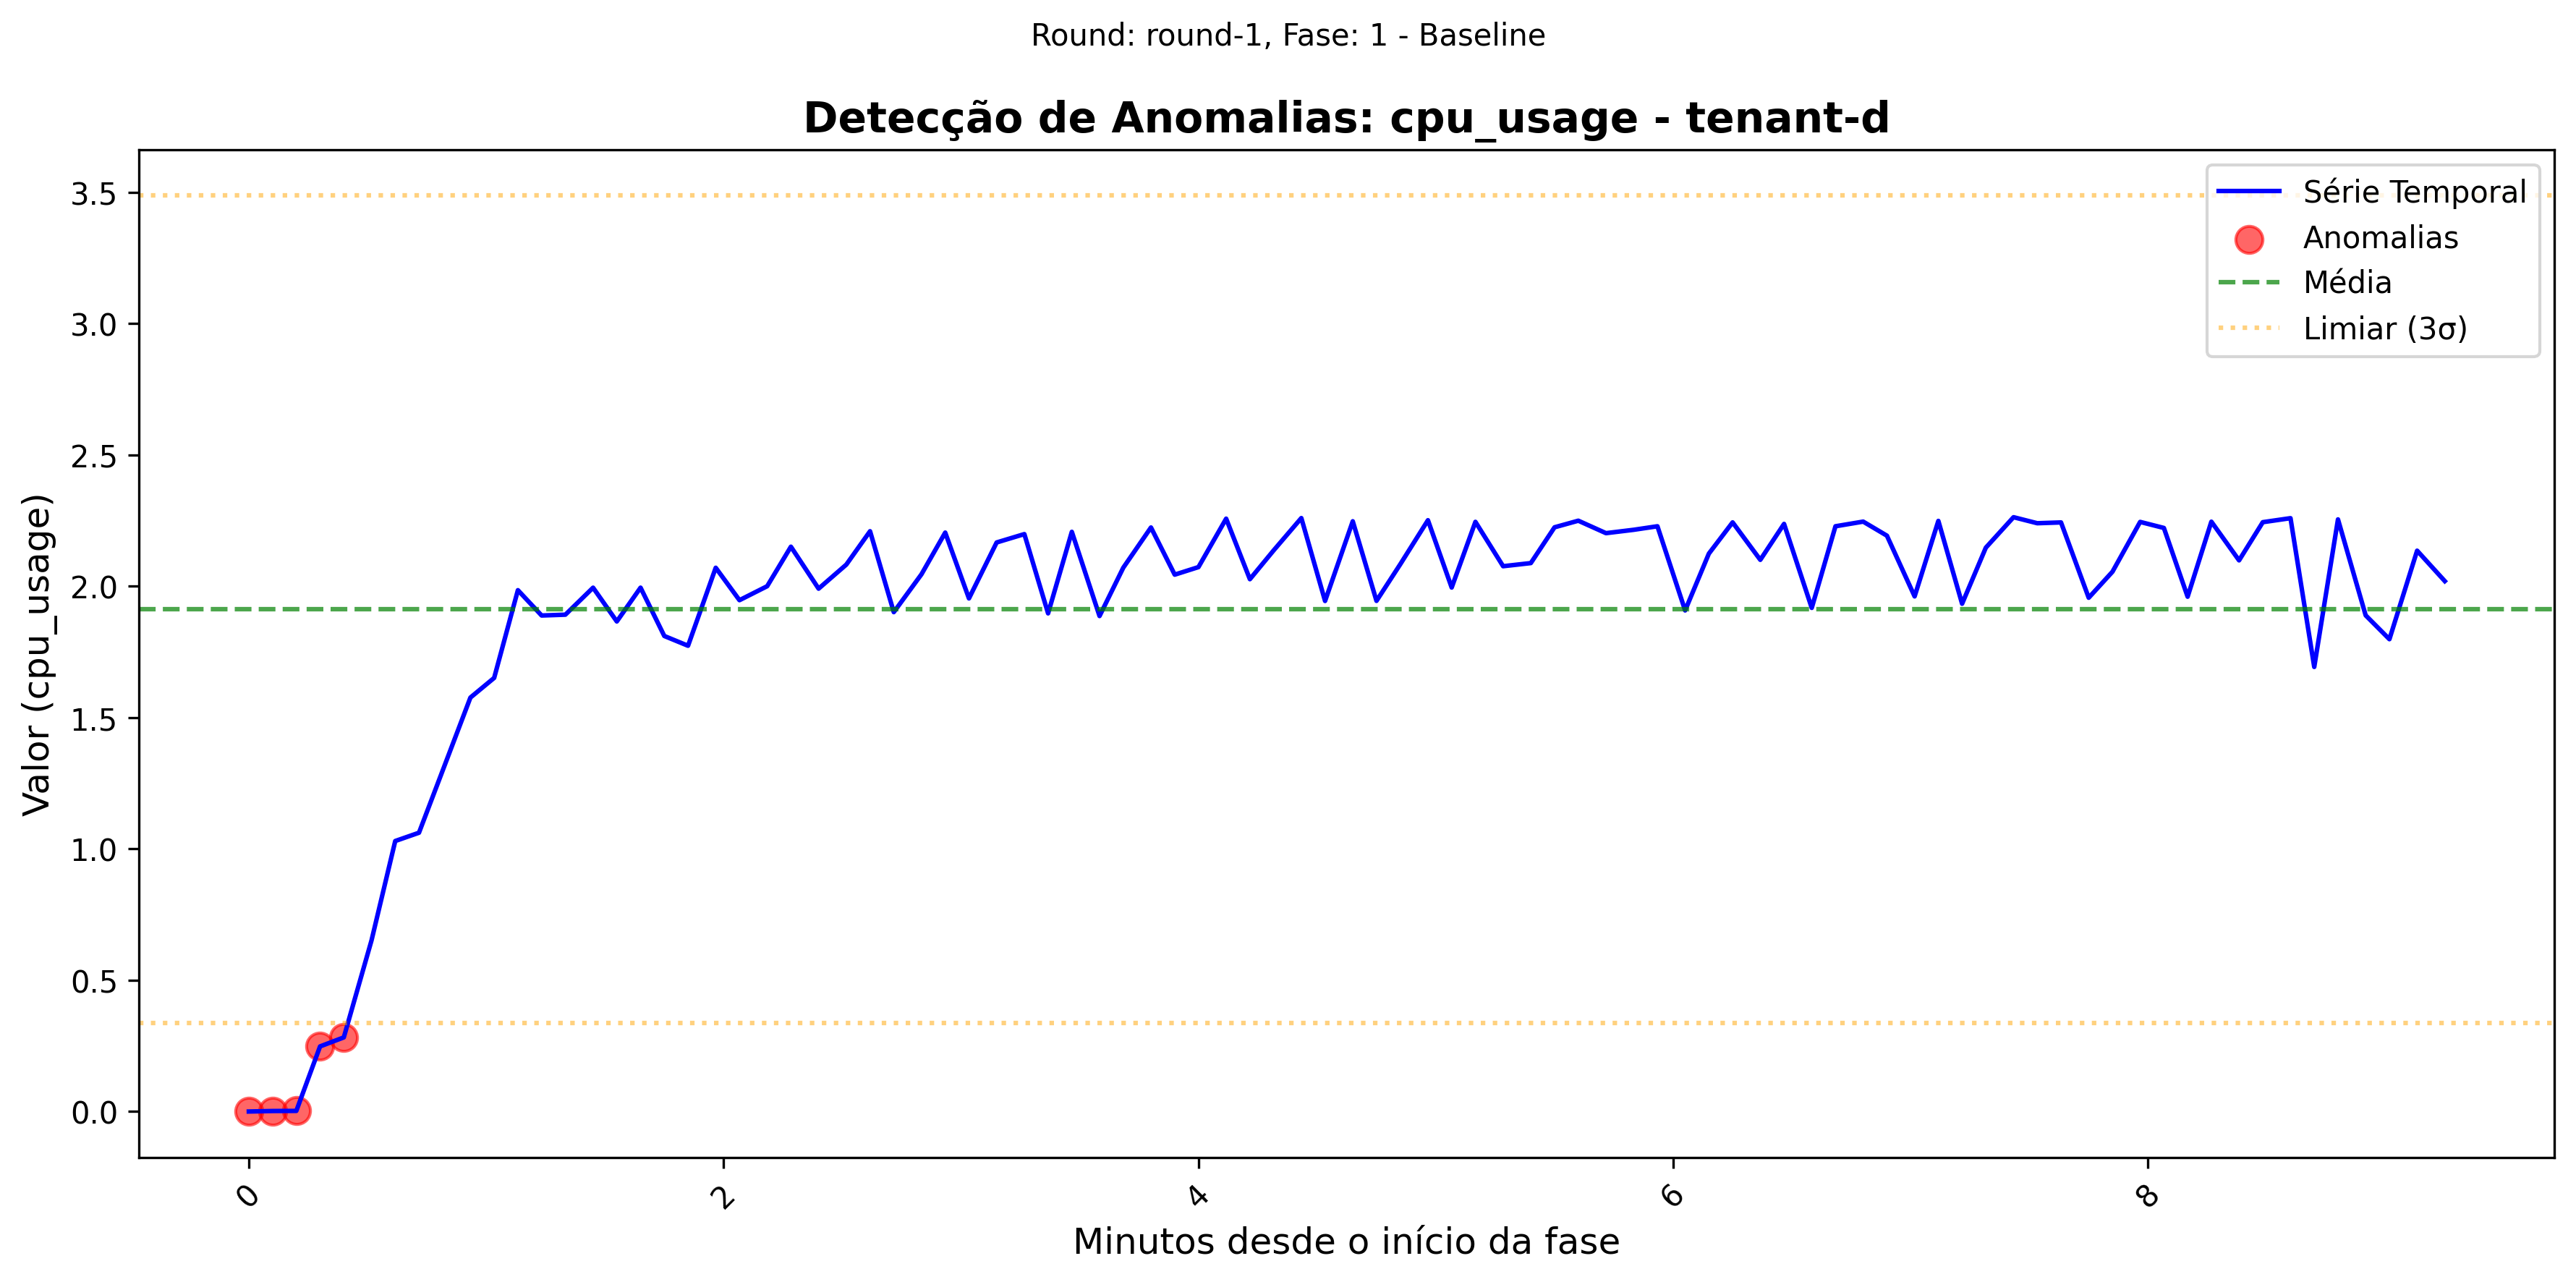 Round: round-1, Fase: 1 - Baseline
Detecção de Anomalias: cpu_usage - tenant-d
Série Temporal
Anomalias
Média
Limiar (3σ)
Valor (cpu_usage)
3.5
3.0
2.5
2.0
1.5
1.0
0.5
0.0
0
2
4
6
8
Minutos desde o início da fase